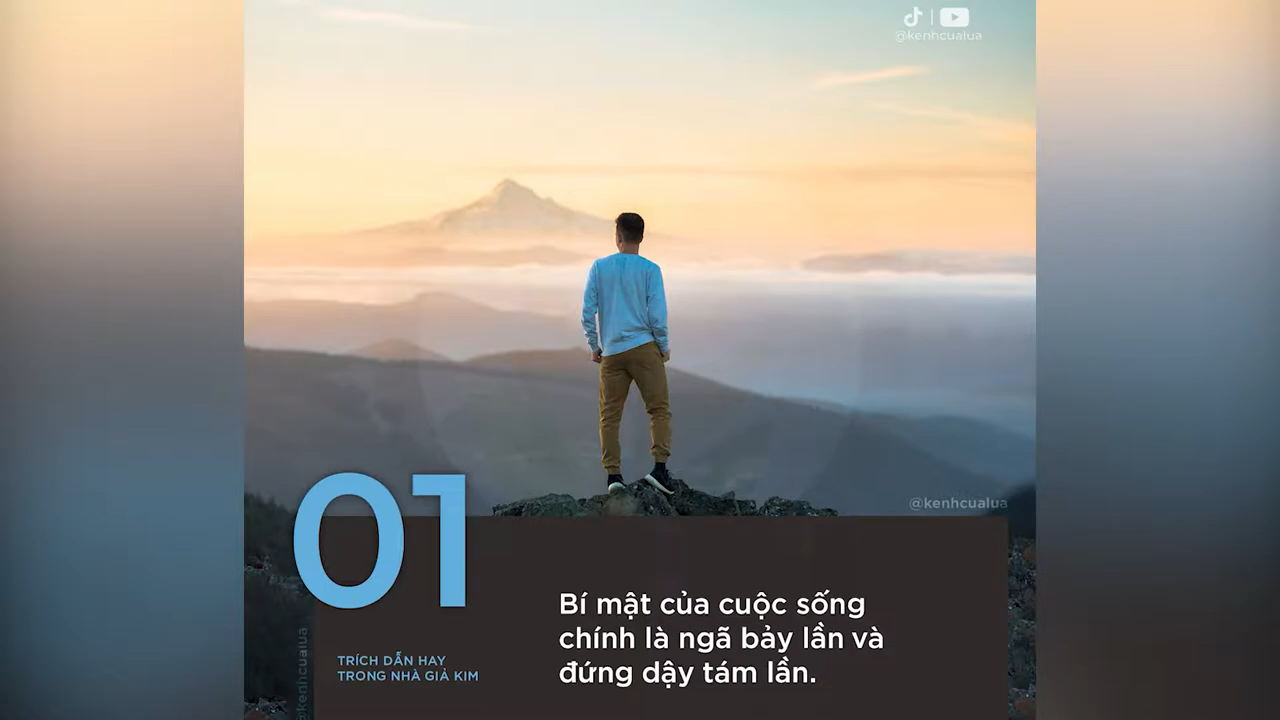 @kenhcualua
@kenhcualua
01
Bí mật của cuộc sống
chính là ngã bảy lần và
đứng dậy tám lần.
TRÍCH DẪN HAY
TRONG NHÀ GIẢ KIM
@kenhcualua